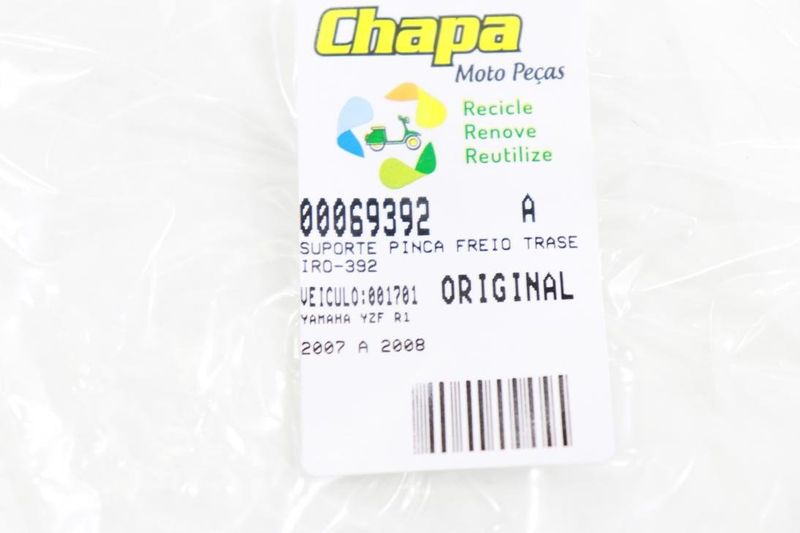 Chapa
Moto Peças
Recicle
Renove
Reutilize
00069392 A
SUPORTE PINCA FREIO TRASE
IRO-392
VEICULO:001701 ORIGINAL
YAMAHA YZF R1
2007 A 2008